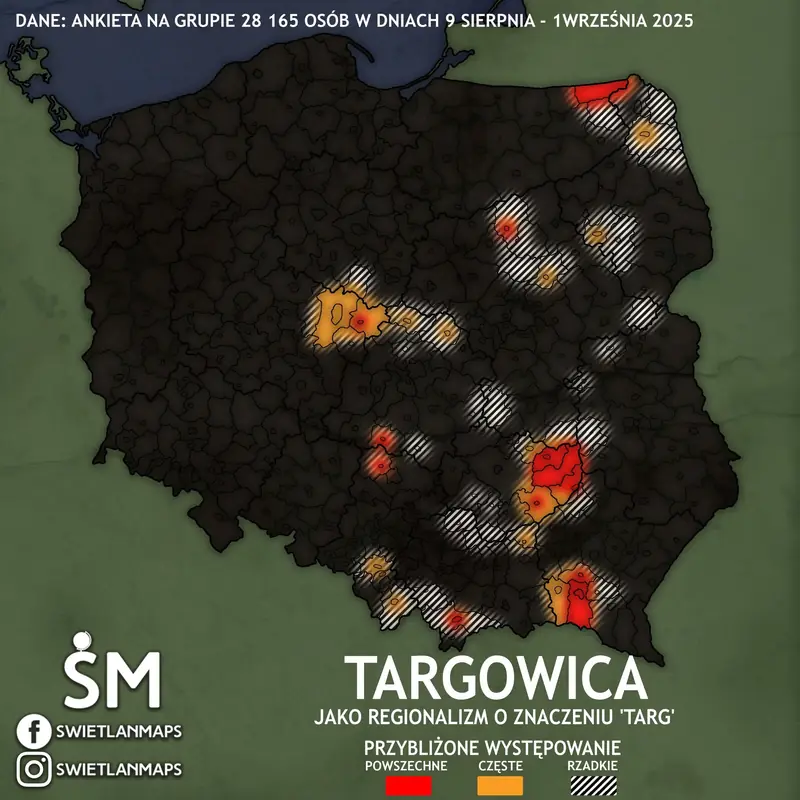 DANE: ANKIETA NA GRUPIE 28 165 OSÓB W DNIACH 9 SIERPNIA - 1WRZEŚNIA 2025
ŚM
SWIETLANMAPS
SWIETLANMAPS
TARGOWICA
JAKO REGIONALIZM O ZNACZENIU 'TARG'
PRZYBLIŻONE WYSTĘPOWANIE
POWSZECHNE CZĘSTE RZADKIE